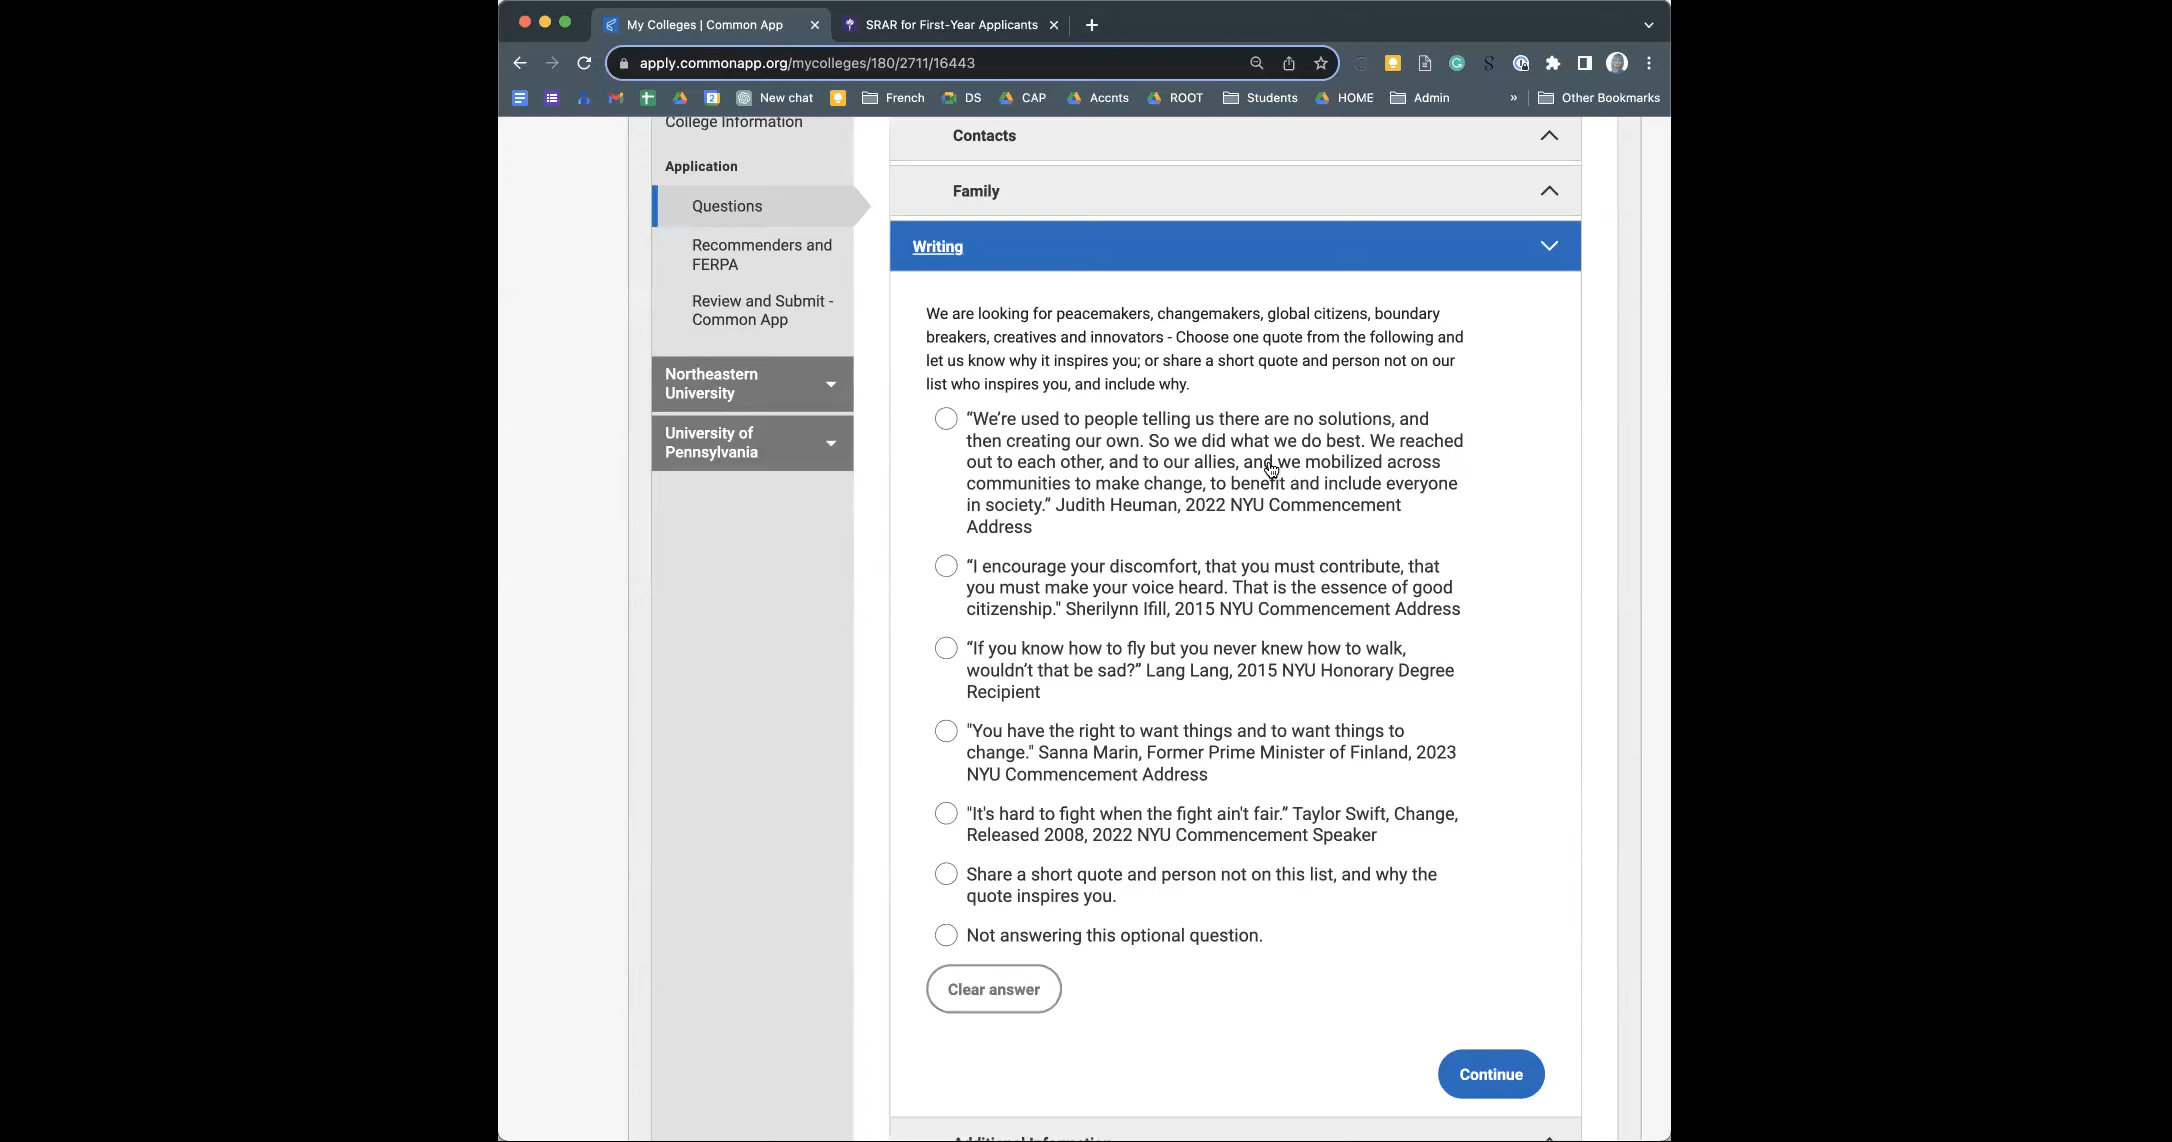 My Colleges | Common App
SRAR for First-Year Applicants
apply.commonapp.org/mycolleges/180/2711/16443
New chat
French
DS
CAP
Accnts
ROOT
Students
HOME
Admin
»
Other Bookmarks
College Information
Application
Questions
Recommenders and
FERPA
Review and Submit -
Common App
Northeastern
University
University of
Pennsylvania
Contacts
Family
Writing
We are looking for peacemakers, changemakers, global citizens, boundary
breakers, creatives and innovators - Choose one quote from the following and
let us know why it inspires you; or share a short quote and person not on our
list who inspires you, and include why.
“We’re used to people telling us there are no solutions, and
then creating our own. So we did what we do best. We reached
out to each other, and to our allies, and we mobilized across
communities to make change, to benefit and include everyone
in society.” Judith Heuman, 2022 NYU Commencement
Address
“I encourage your discomfort, that you must contribute, that
you must make your voice heard. That is the essence of good
citizenship." Sherilynn Ifill, 2015 NYU Commencement Address
“If you know how to fly but you never knew how to walk,
wouldn’t that be sad?” Lang Lang, 2015 NYU Honorary Degree
Recipient
"You have the right to want things and to want things to
change." Sanna Marin, Former Prime Minister of Finland, 2023
NYU Commencement Address
"It's hard to fight when the fight ain't fair.” Taylor Swift, Change,
Released 2008, 2022 NYU Commencement Speaker
Share a short quote and person not on this list, and why the
quote inspires you.
Not answering this optional question.
Clear answer
Continue